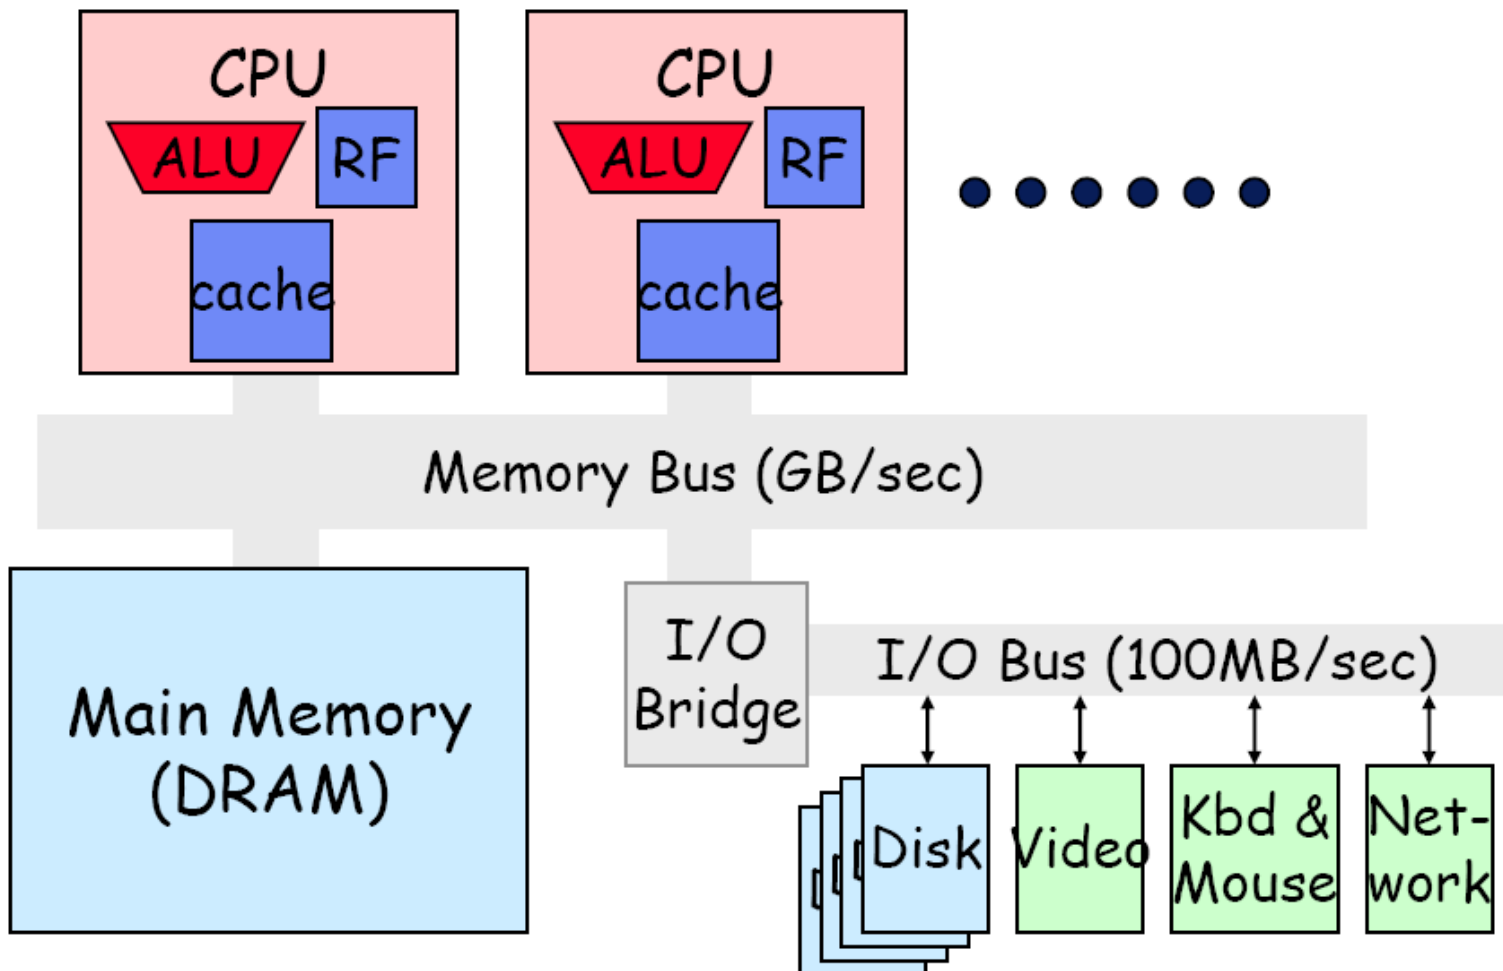 CPU
ALU
RF
cache
CPU
ALU
RF
cache
Memory Bus (GB/sec)
Main Memory
(DRAM)
I/O
Bridge
I/O Bus (100MB/sec)
Disk
Video
Kbd &
Mouse
Net-
work